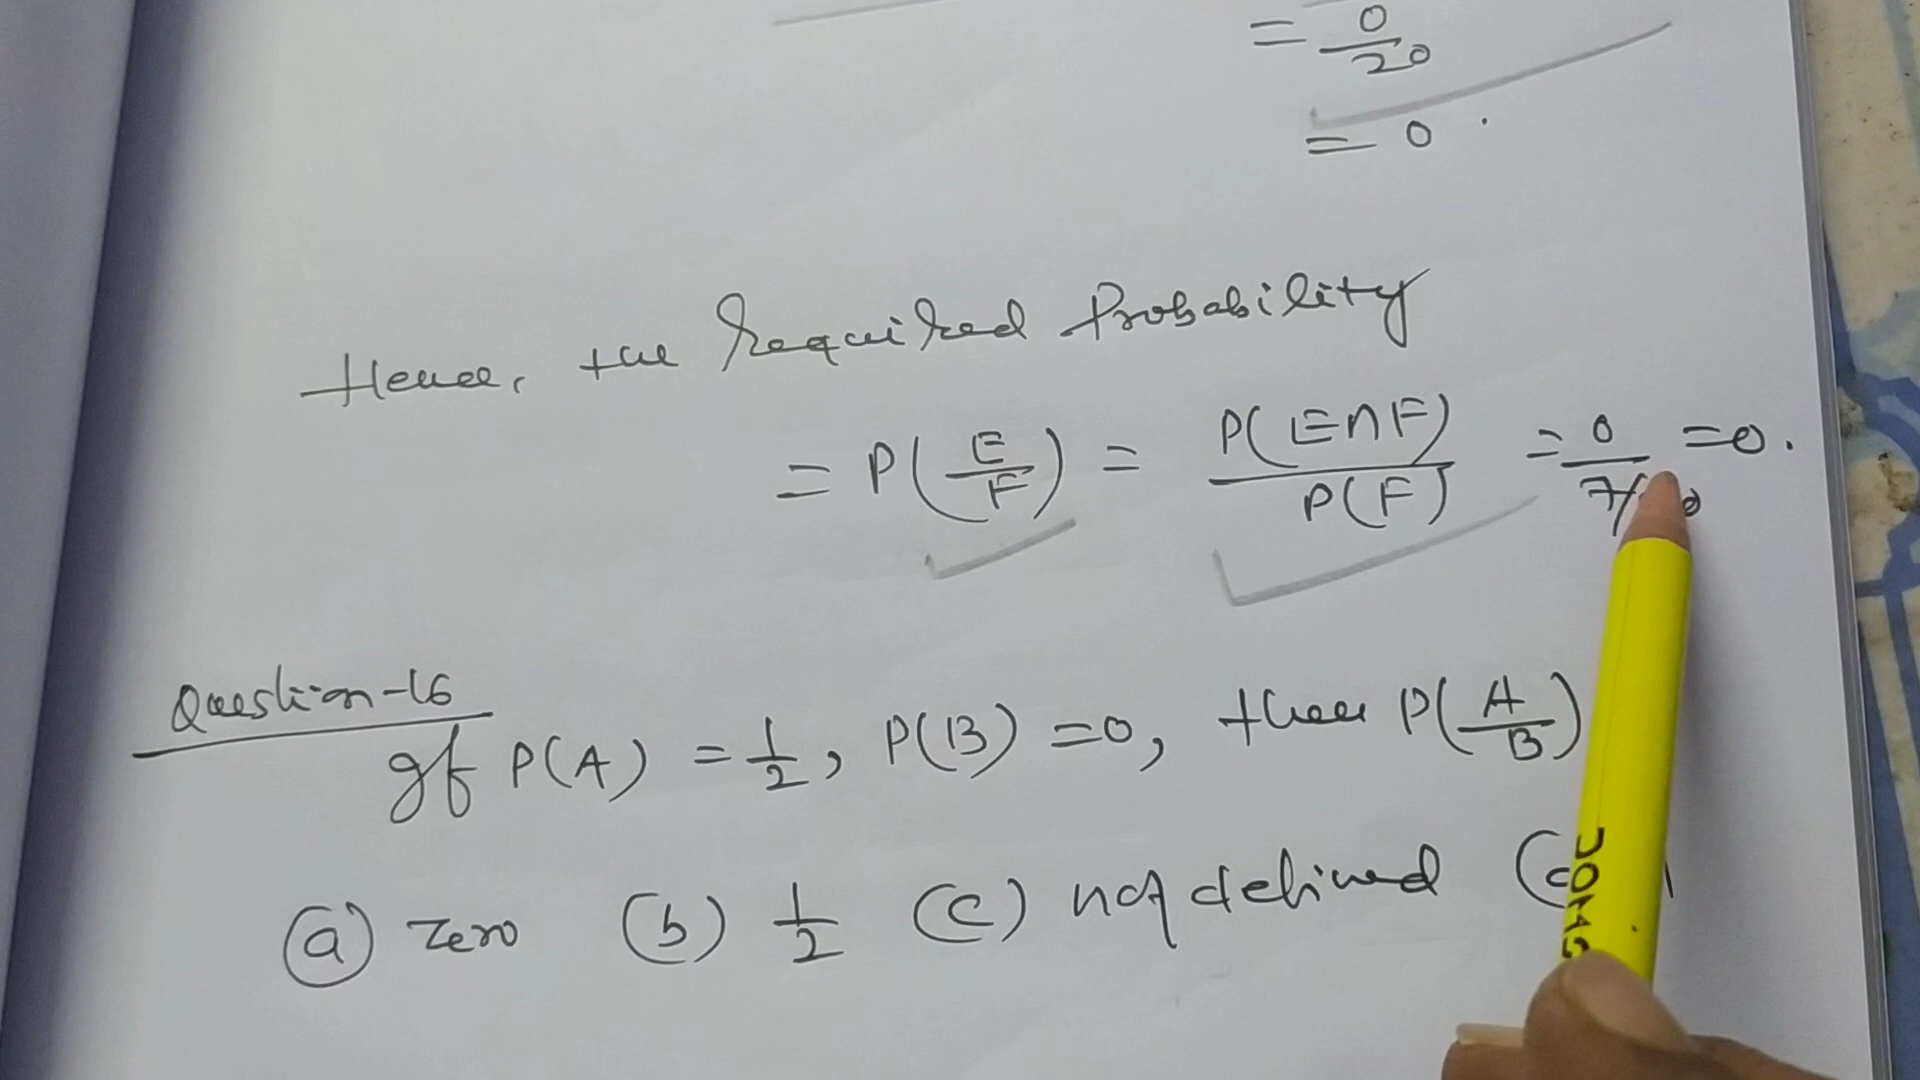 = 0/20
= 0 .
Hence, the required Probability
= P(E/F) = P(E∩F)/P(F) = 0/7/ = 0.
Question-16
If P(A) = 1/2, P(B) = 0, then P(A/B)
(a) zero (b) 1/2 (c) not defined
DOMS